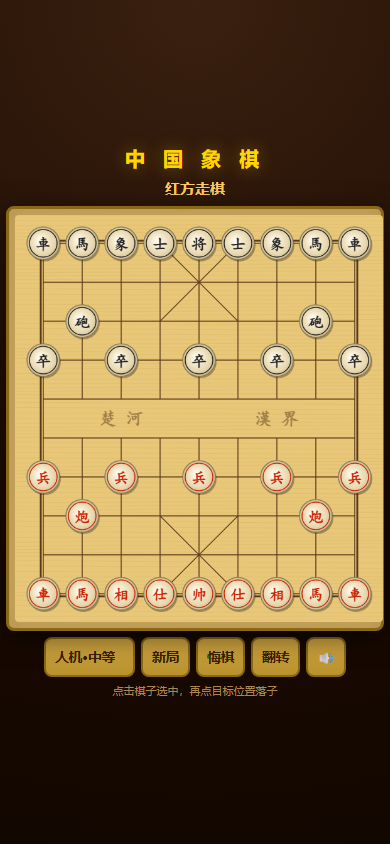 中国象棋
红方走棋
車馬象士将士象馬車
砲砲
卒卒卒卒卒
楚河 漢界
兵兵兵兵兵
炮炮
車馬相仕帅仕相馬車
人机·中等 新局 悔棋 翻转
点击棋子选中，再点目标位置落子